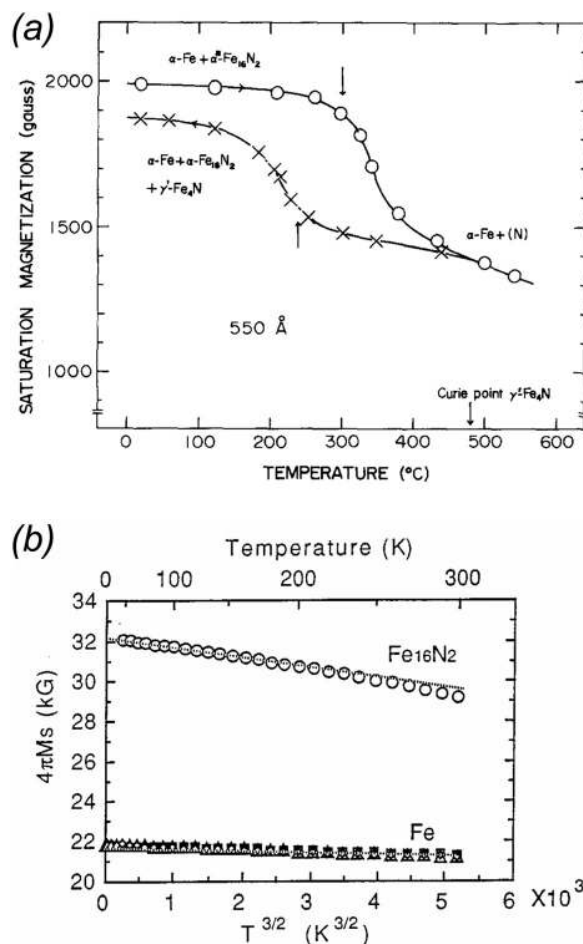 (a)
SATURATION MAGNETIZATION (gauss)
2000
1500
1000
α-Fe + α"-Fe16N2
α-Fe + α-Fe16N2
+ γ'-Fe4N
α-Fe + (N)
550 Å
Curie point γ'-Fe4N
0 100 200 300 400 500 600
TEMPERATURE (°C)
(b)
Temperature (K)
0 100 200 300
4πMs (kG)
34
32
30
28
26
24
22
20
Fe16N2
Fe
0 1 2 3 4 5 6 X10³
T 3/2 (K 3/2)